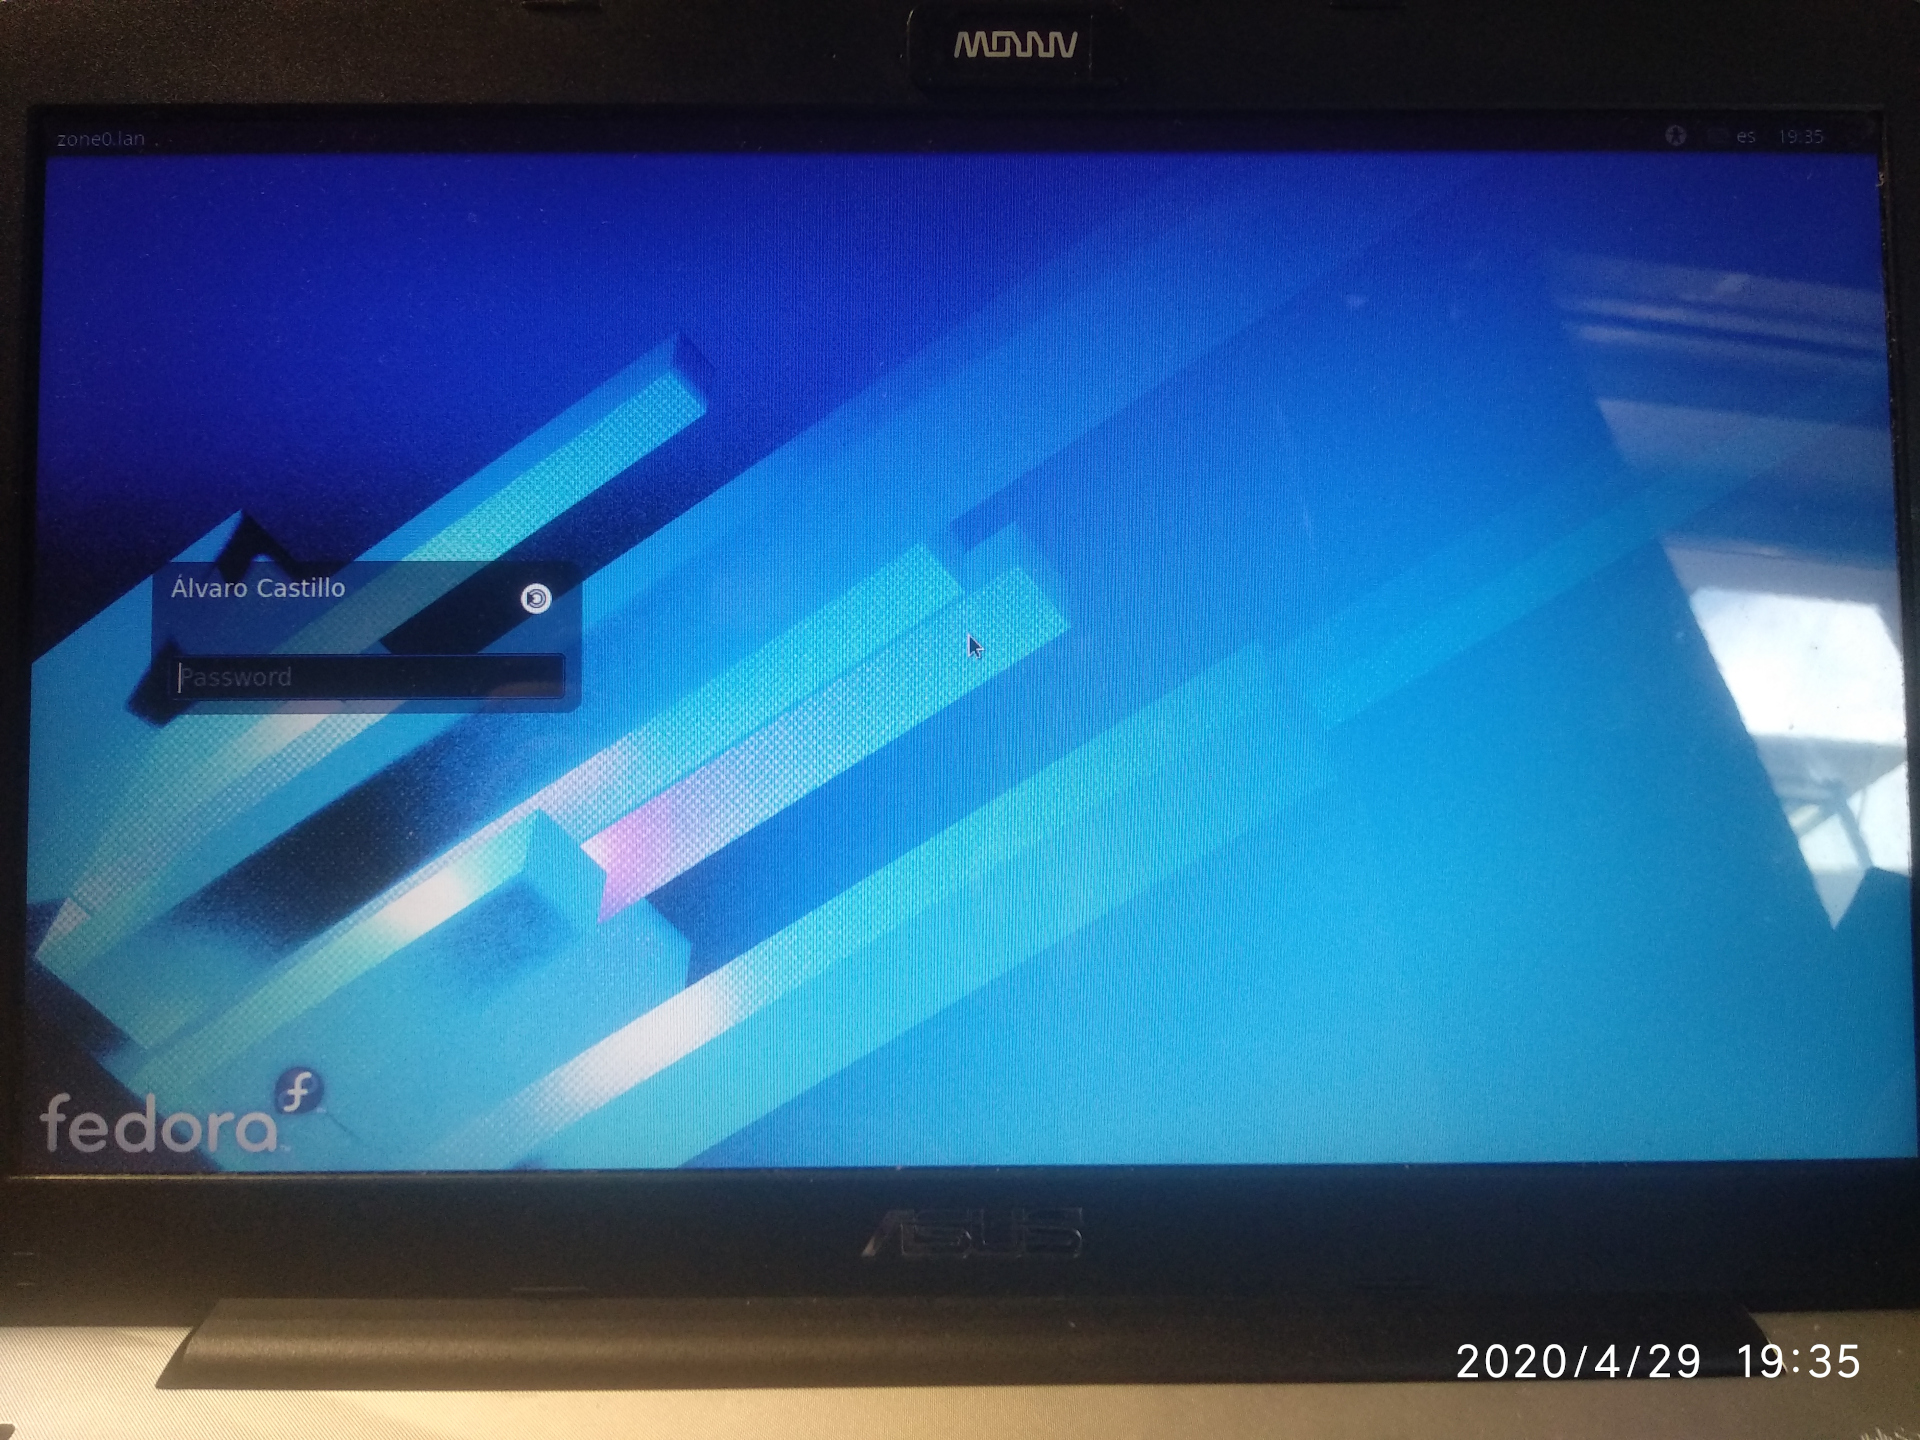 zone0.lan
es 19:35
Álvaro Castillo
Password
fedora
ASUS
2020/4/29 19:35